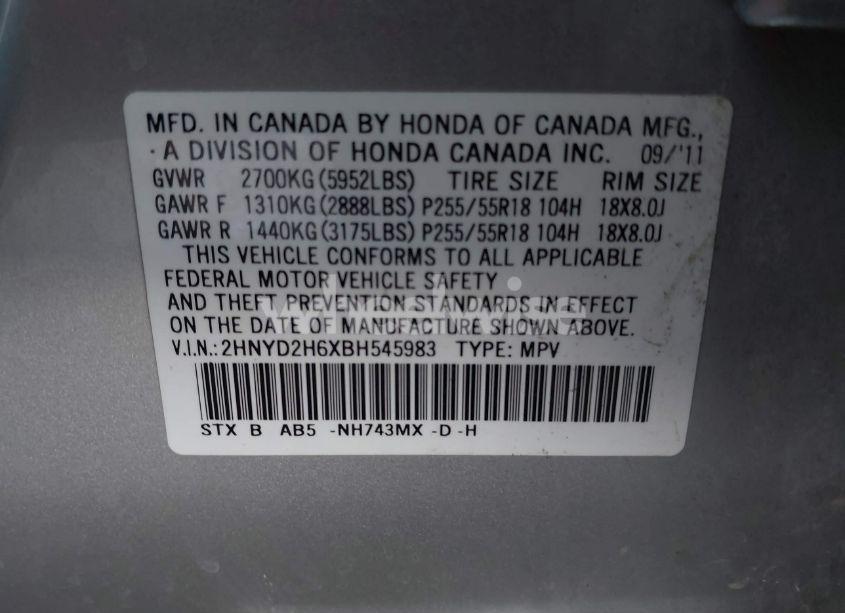 MFD. IN CANADA BY HONDA OF CANADA MFG.,
A DIVISION OF HONDA CANADA INC. 09/'11
GVWR 2700KG(5952LBS) TIRE SIZE RIM SIZE
GAWR F 1310KG(2888LBS) P255/55R18 104H 18X8.0J
GAWR R 1440KG(3175LBS) P255/55R18 104H 18X8.0J
THIS VEHICLE CONFORMS TO ALL APPLICABLE
FEDERAL MOTOR VEHICLE SAFETY
AND THEFT PREVENTION STANDARDS IN EFFECT
ON THE DATE OF MANUFACTURE SHOWN ABOVE.
V.I.N.:2HNYD2H6XBH545983 TYPE: MPV
STX B AB5 -NH743MX -D -H